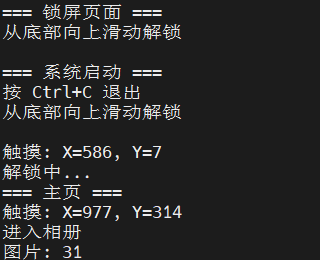 === 锁屏页面 ===
从底部向上滑动解锁
=== 系统启动 ===
按 Ctrl+C 退出
从底部向上滑动解锁
触摸: X=586, Y=7
解锁中...
=== 主页 ===
触摸: X=977, Y=314
进入相册
图片: 31